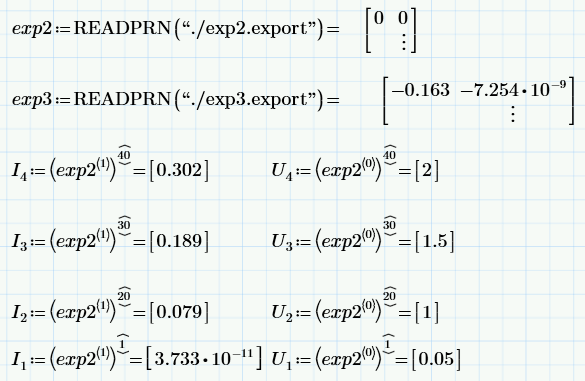 exp2:=READPRN(“./exp2.export”)= [0 0 ⋮]
exp3:=READPRN(“./exp3.export”)= [−0.163 −7.254·10⁻⁹ ⋮]
I₄:=(exp2⁽¹⁾)⁴⁰=[0.302] U₄:=(exp2⁽⁰⁾)⁴⁰=[2]
I₃:=(exp2⁽¹⁾)³⁰=[0.189] U₃:=(exp2⁽⁰⁾)³⁰=[1.5]
I₂:=(exp2⁽¹⁾)²⁰=[0.079] U₂:=(exp2⁽⁰⁾)²⁰=[1]
I₁:=(exp2⁽¹⁾)¹=[3.733·10⁻¹¹] U₁:=(exp2⁽⁰⁾)¹=[0.05]